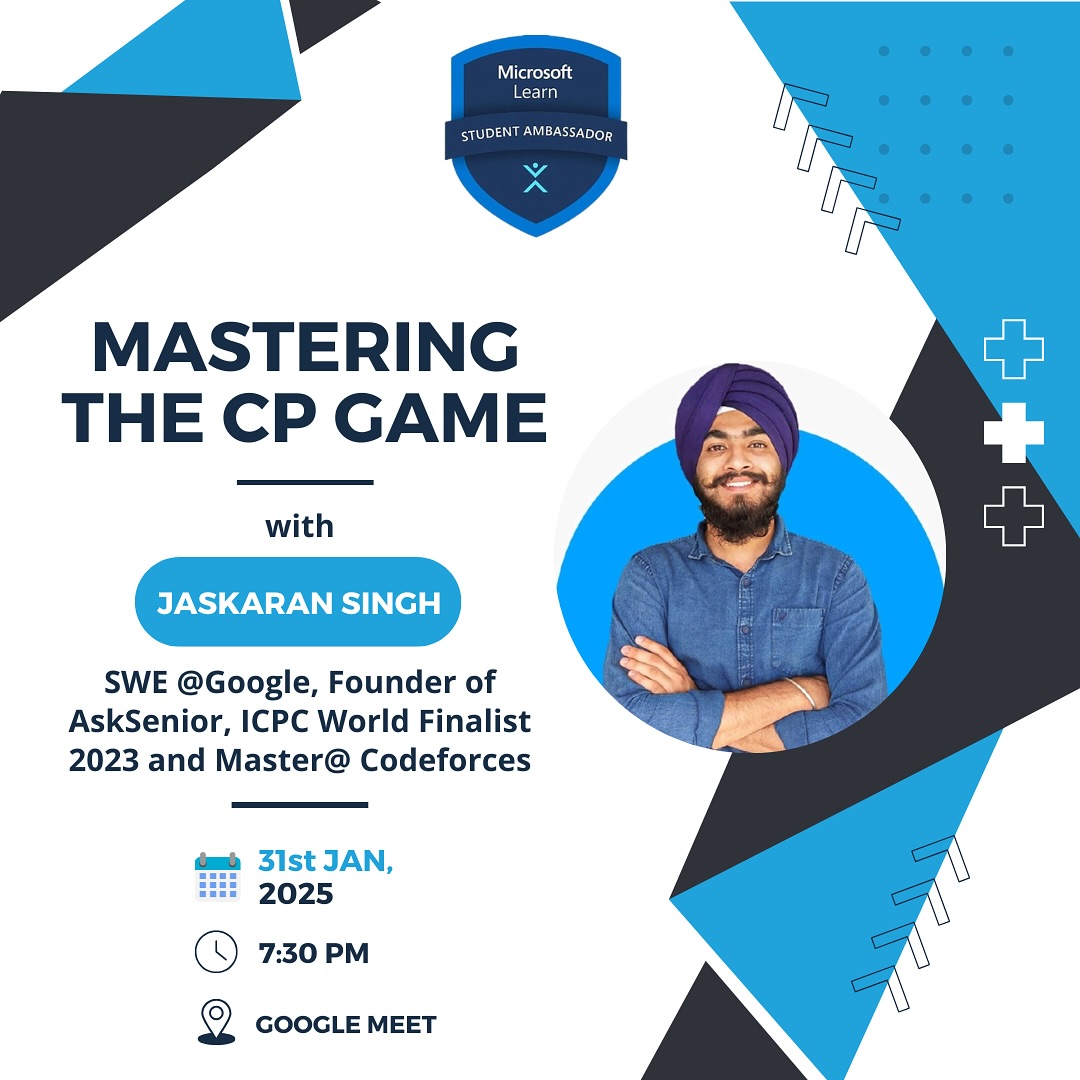 Microsoft
Learn
STUDENT AMBASSADOR
MASTERING
THE CP GAME
with
JASKARAN SINGH
SWE @Google, Founder of
AskSenior, ICPC World Finalist
2023 and Master@ Codeforces
31st JAN,
2025
7:30 PM
GOOGLE MEET